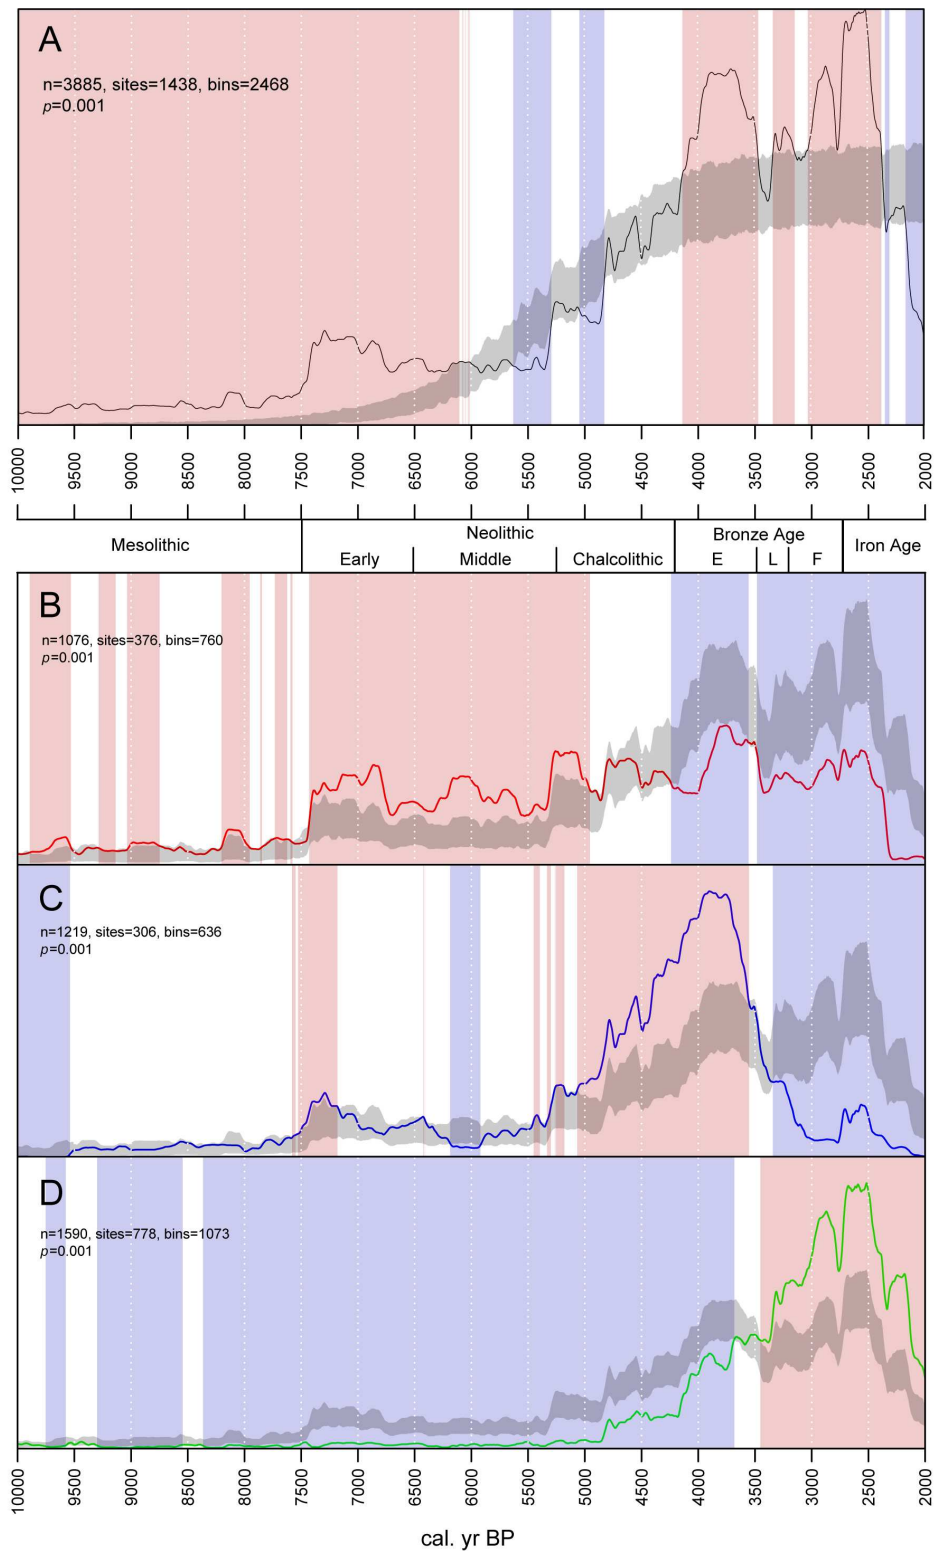 A
n=3885, sites=1438, bins=2468
p=0.001
10000 9500 9000 8500 8000 7500 7000 6500 6000 5500 5000 4500 4000 3500 3000 2500 2000
Mesolithic Neolithic Bronze Age Iron Age
Early Middle Chalcolithic E L F
B
n=1076, sites=376, bins=760
p=0.001
C
n=1219, sites=306, bins=636
p=0.001
D
n=1590, sites=778, bins=1073
p=0.001
10000 9500 9000 8500 8000 7500 7000 6500 6000 5500 5000 4500 4000 3500 3000 2500 2000
cal. yr BP